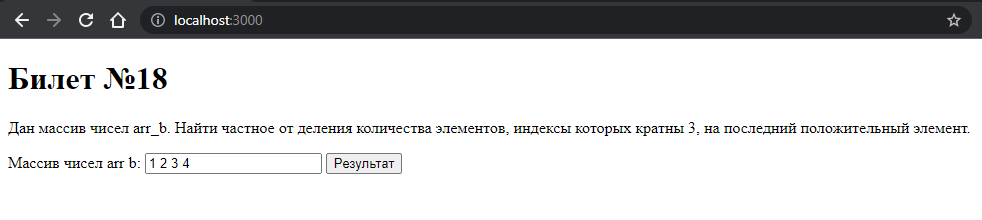 localhost:3000
Билет №18
Дан массив чисел arr_b. Найти частное от деления количества элементов, индексы которых кратны 3, на последний положительный элемент.
Массив чисел arr b: 1 2 3 4 Результат